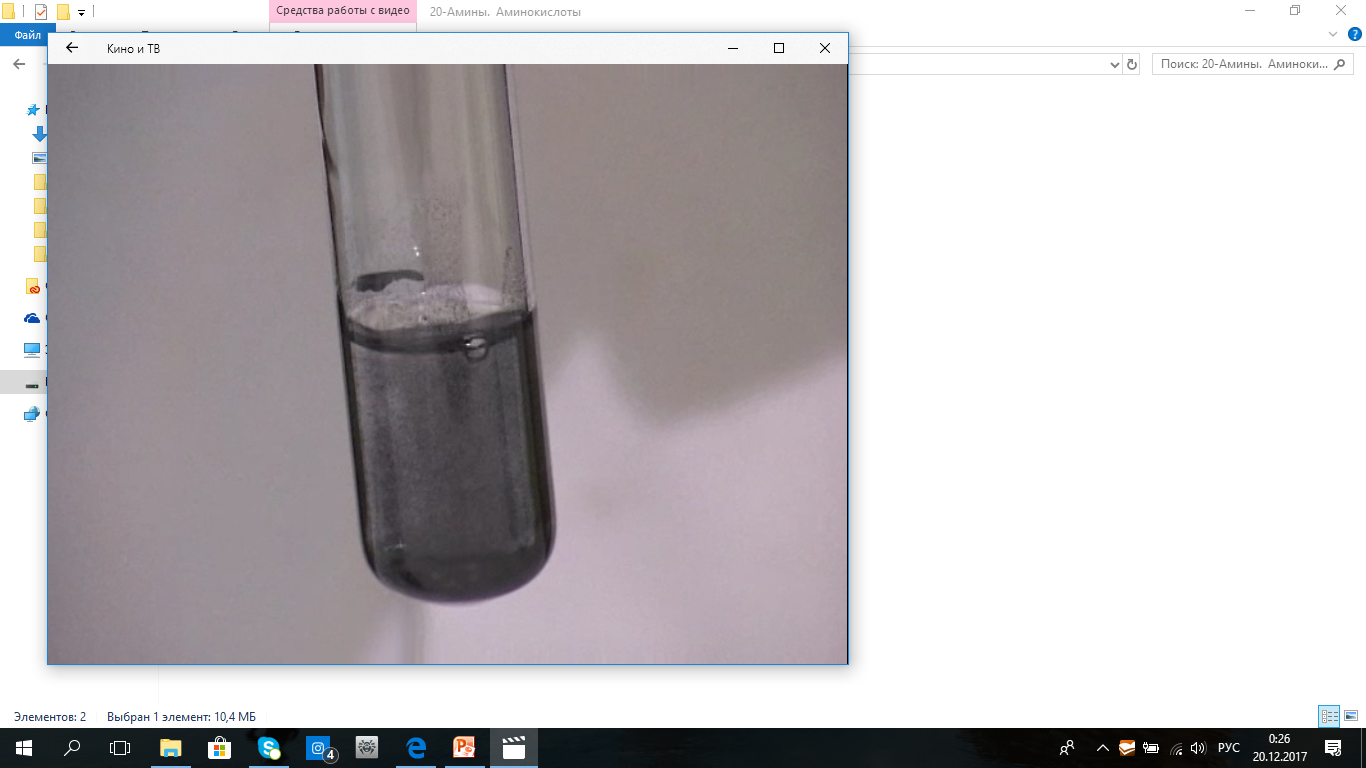 Средства работы с видео
20-Амины. Аминокислоты
Файл
Кино и ТВ
Поиск: 20-Амины. Аминоки...
Элементов: 2
Выбран 1 элемент: 10,4 МБ
4
РУС
0:26
20.12.2017